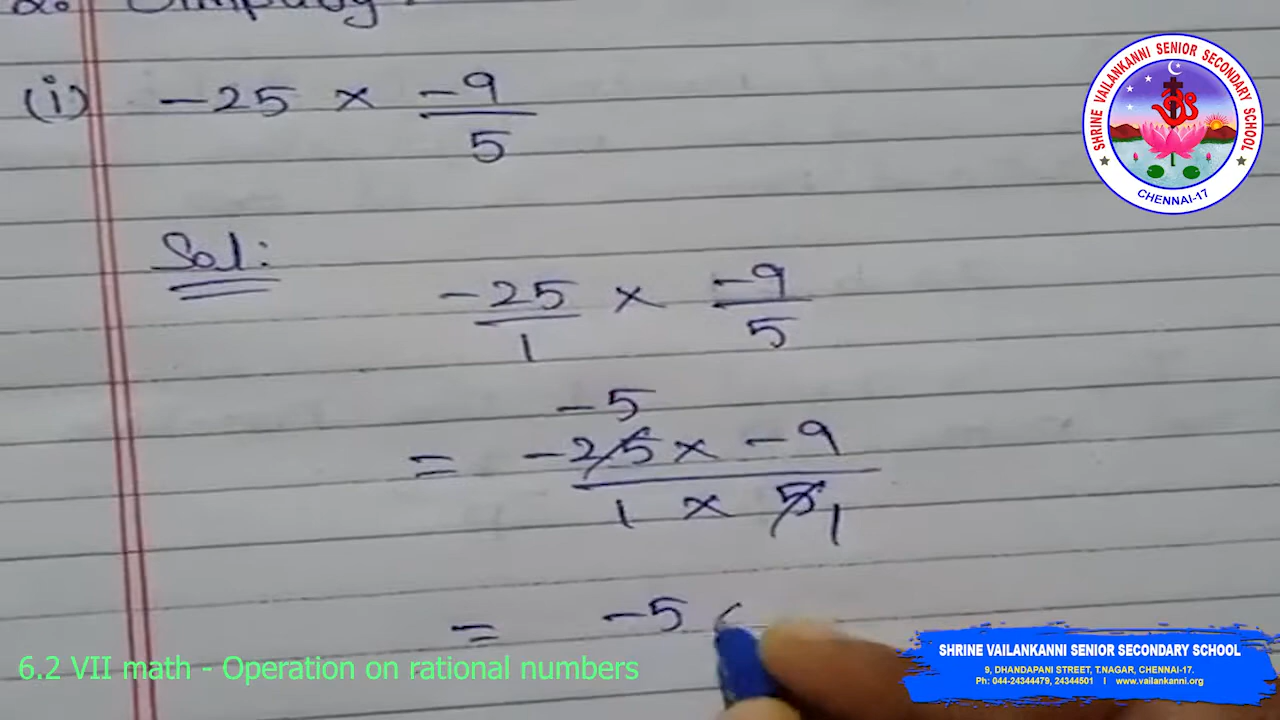 2. Simplify :
(i) -25 × -9/5
Sol:
-25/1 × -9/5
-5
= -25 × -9
1 × 5 1
= -5
SHRINE VAILANKANNI SENIOR SECONDARY SCHOOL
CHENNAI-17
6.2 VII math - Operation on rational numbers
SHRINE VAILANKANNI SENIOR SECONDARY SCHOOL
9, DHANDAPANI STREET, T.NAGAR, CHENNAI-17.
Ph: 044-24344479, 24344501 I www.vailankanni.org